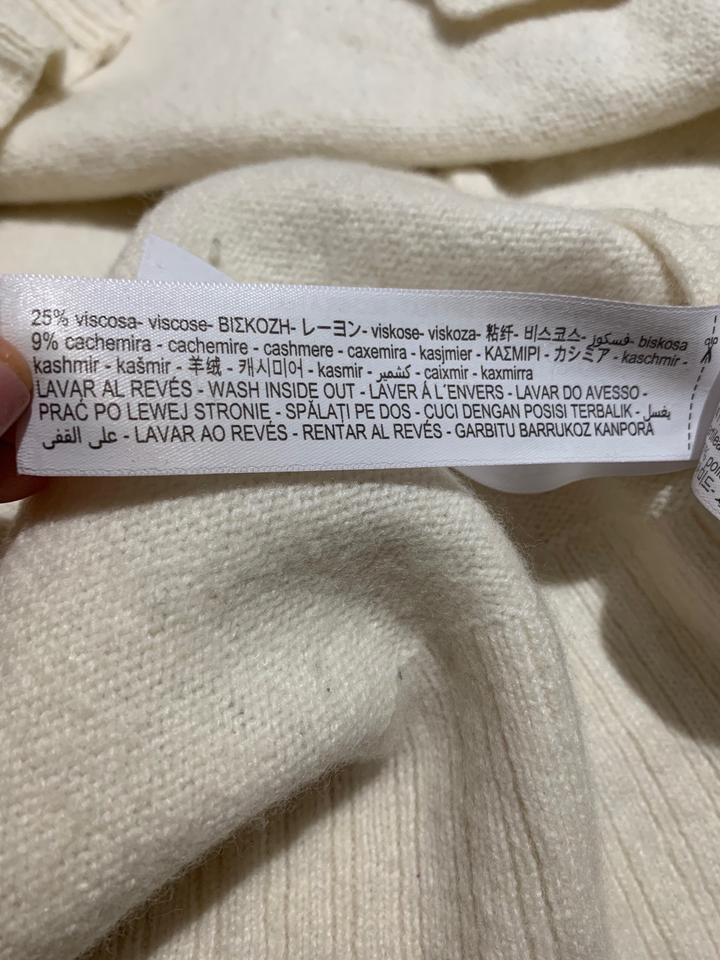 25% viscosa- viscose- ΒΙΣΚΟΖΗ- レーヨン- viskose- viskoza- 粘纤- 비스코스- فسكوز- biskosa
9% cachemira - cachemire - cashmere - caxemira - kasjmier - ΚΑΣΜΙΡΙ - カシミア - kaschmir -
kashmir - kašmir - 羊绒 - 캐시미어 - kasmir - كشمير - caixmir - kaxmirra
LAVAR AL REVÉS - WASH INSIDE OUT - LAVER Á L´ENVERS - LAVAR DO AVESSO -
PRAĆ PO LEWEJ STRONIE - SPĂLAȚI PE DOS - CUCI DENGAN POSISI TERBALIK - يغسل
على القفى - LAVAR AO REVÉS - RENTAR AL REVÉS - GARBITU BARRUKOZ KANPORA